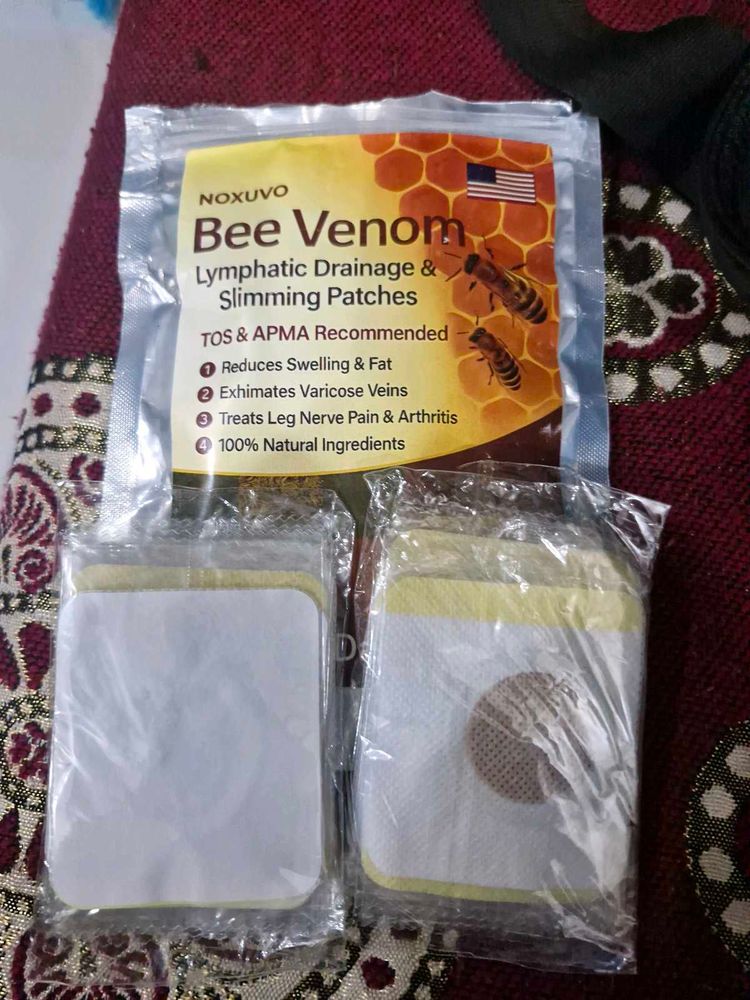 NOXUVO
Bee Venom
Lymphatic Drainage &
Slimming Patches
TOS & APMA Recommended
1 Reduces Swelling & Fat
2 Exhimates Varicose Veins
3 Treats Leg Nerve Pain & Arthritis
4 100% Natural Ingredients